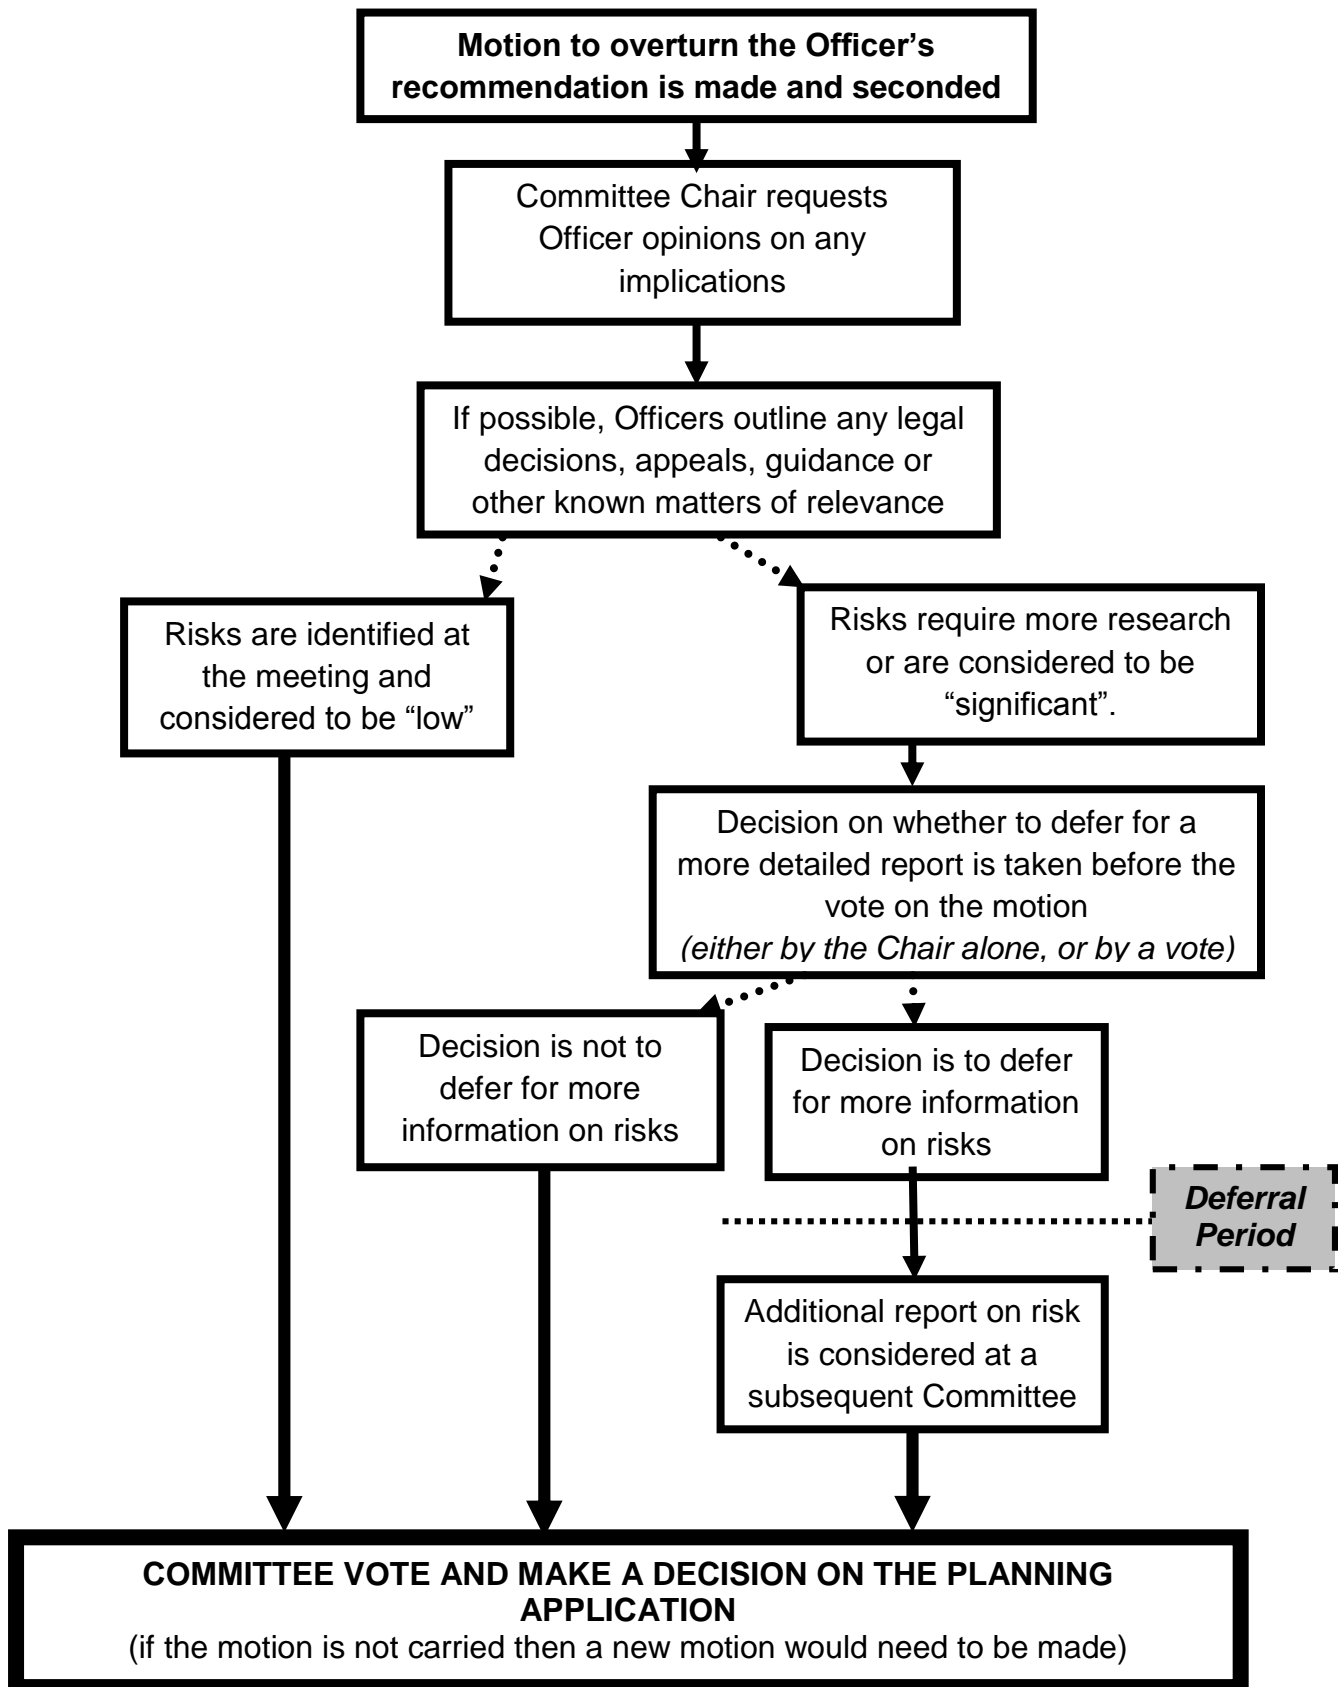 Motion to overturn the Officer’s
recommendation is made and seconded
Committee Chair requests
Officer opinions on any
implications
If possible, Officers outline any legal
decisions, appeals, guidance or
other known matters of relevance
Risks are identified at
the meeting and
considered to be “low”
Risks require more research
or are considered to be
“significant”.
Decision on whether to defer for a
more detailed report is taken before the
vote on the motion
(either by the Chair alone, or by a vote)
Decision is not to
defer for more
information on risks
Decision is to defer
for more information
on risks
Deferral
Period
Additional report on risk
is considered at a
subsequent Committee
COMMITTEE VOTE AND MAKE A DECISION ON THE PLANNING
APPLICATION
(if the motion is not carried then a new motion would need to be made)